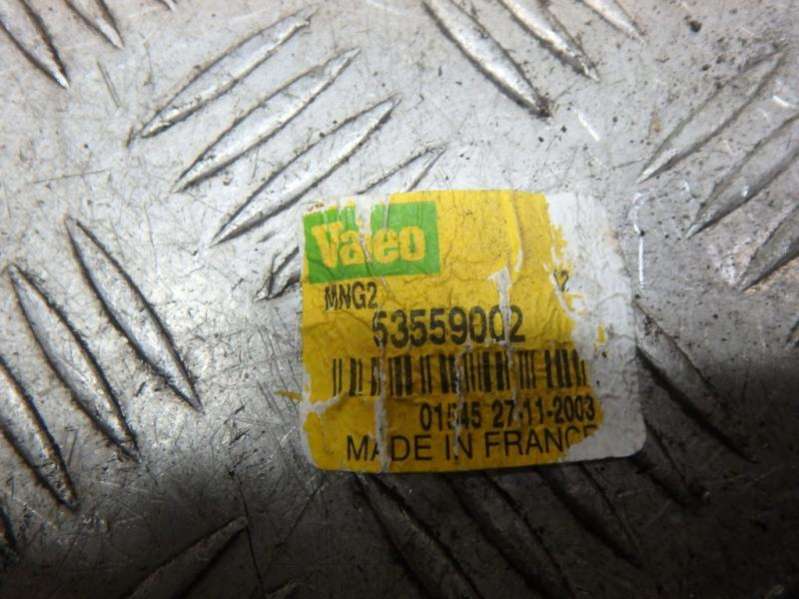 Valeo
MNG2
53559002
01545 27-11-2003
MADE IN FRANCE